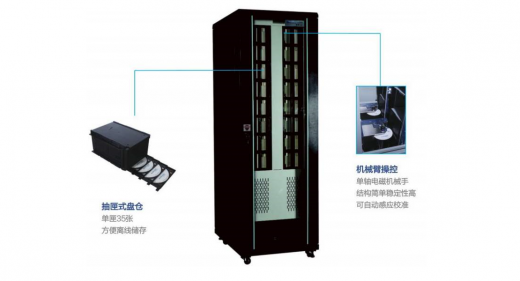 抽匣式盘仓
单匣35张
方便离线储存
机械臂操控
单轴电磁机械手
结构简单稳定性高
可自动感应校准